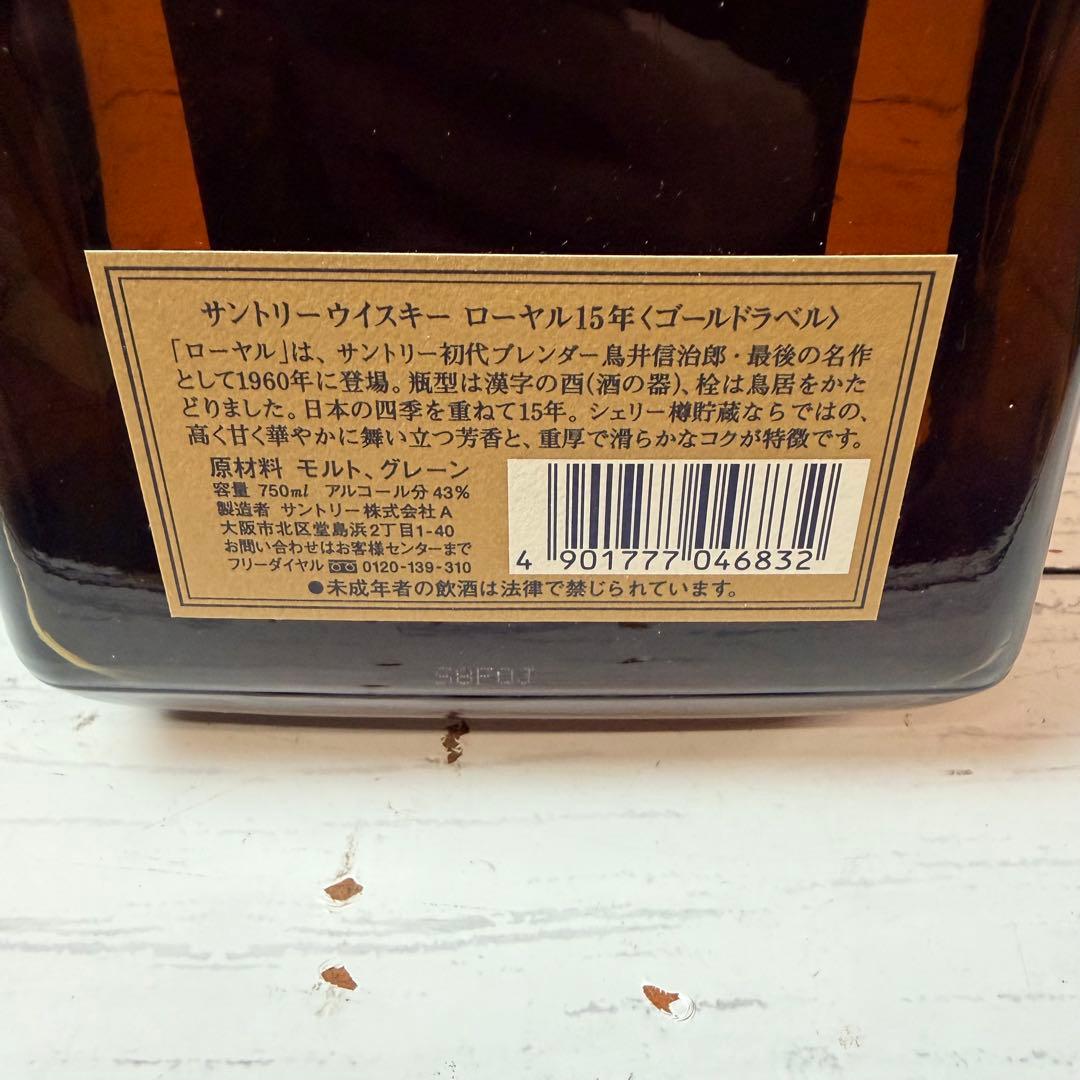 サントリーウイスキー ローヤル15年〈ゴールドラベル〉
「ローヤル」は、サントリー初代ブレンダー鳥井信治郎・最後の名作
として1960年に登場。瓶型は漢字の酉(酒の器)、栓は鳥居をかた
どりました。日本の四季を重ねて15年。シェリー樽貯蔵ならではの、
高く甘く華やかに舞い立つ芳香と、重厚で滑らかなコクが特徴です。
原材料 モルト、グレーン
容量 750ml アルコール分43%
製造者 サントリー株式会社A
大阪市北区堂島浜2丁目1-40
お問い合わせはお客様センターまで
フリーダイヤル 0120-139-310
4 901777 046832
●未成年者の飲酒は法律で禁じられています。